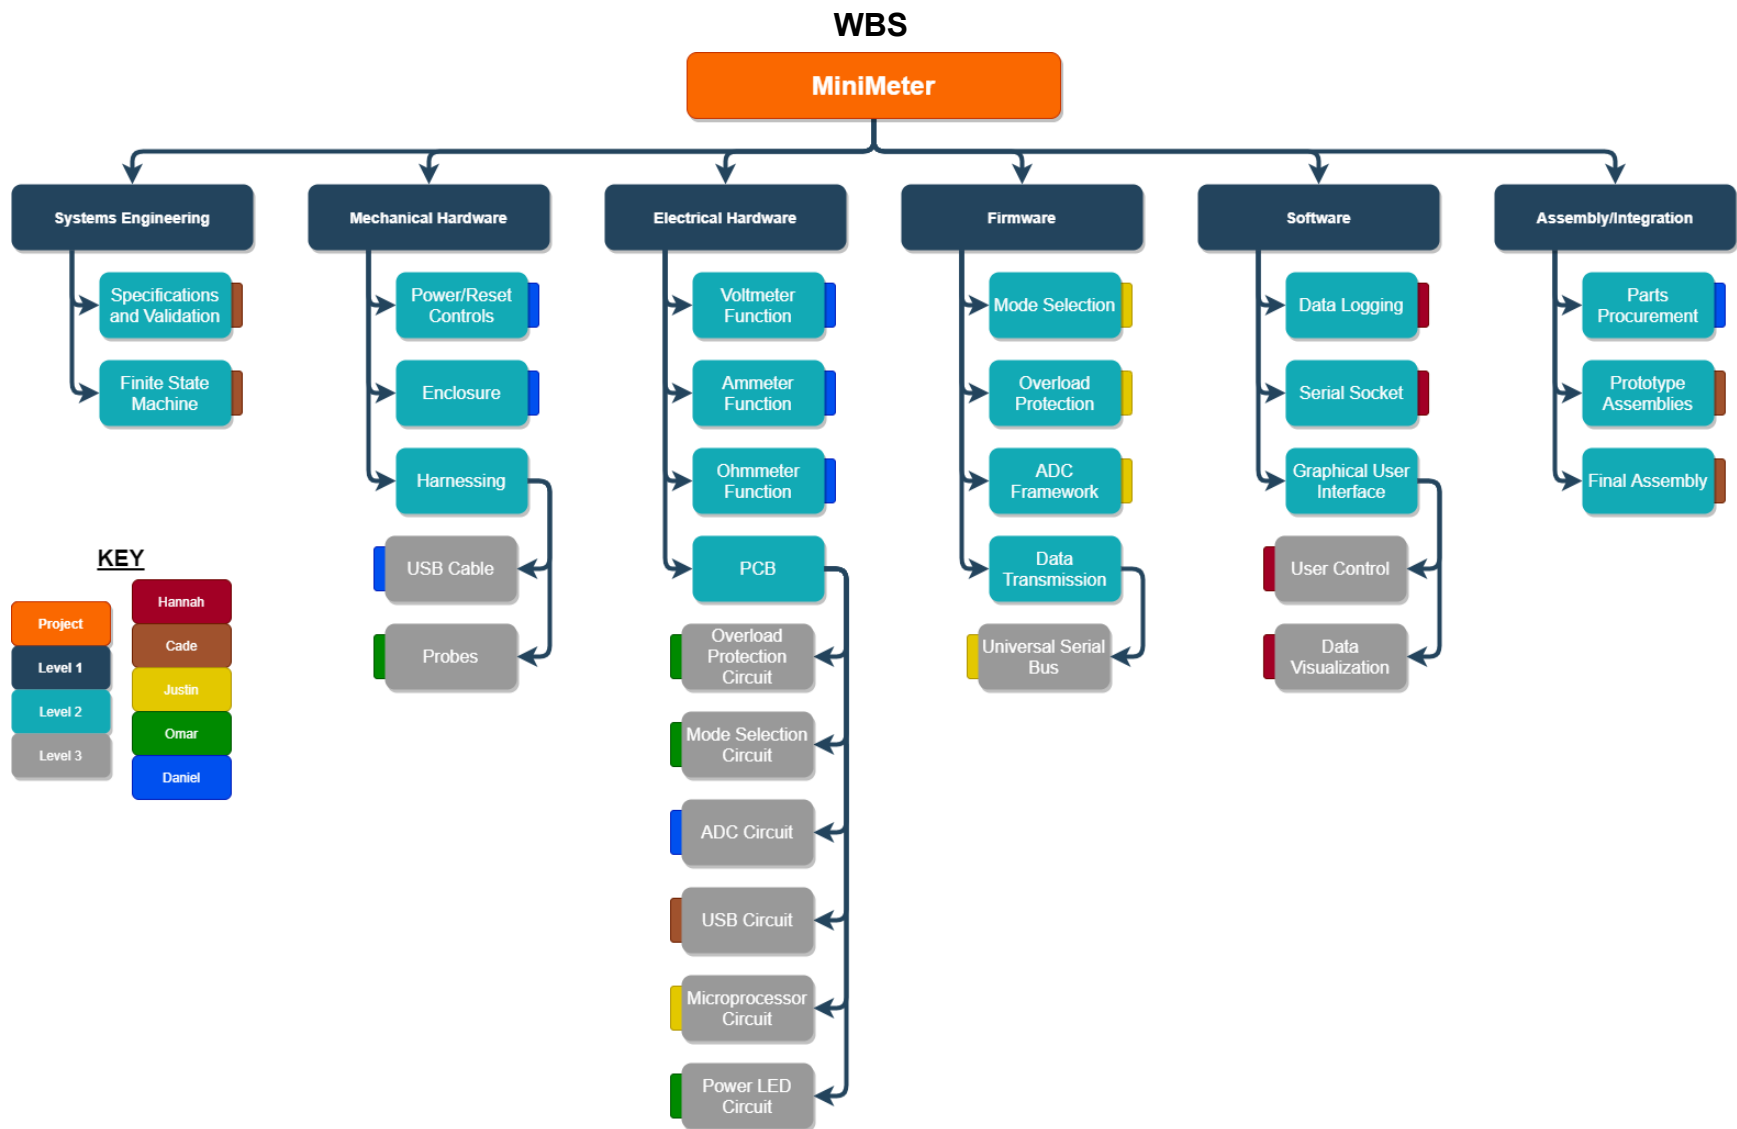 WBS
MiniMeter
Systems Engineering
Specifications
and Validation
Finite State
Machine
Mechanical Hardware
Power/Reset
Controls
Enclosure
Harnessing
USB Cable
Probes
Electrical Hardware
Voltmeter
Function
Ammeter
Function
Ohmmeter
Function
PCB
Overload
Protection
Circuit
Mode Selection
Circuit
ADC Circuit
USB Circuit
Microprocessor
Circuit
Power LED
Circuit
Firmware
Mode Selection
Overload
Protection
ADC
Framework
Data
Transmission
Universal Serial
Bus
Software
Data Logging
Serial Socket
Graphical User
Interface
User Control
Data
Visualization
Assembly/Integration
Parts
Procurement
Prototype
Assemblies
Final Assembly
KEY
Project
Level 1
Level 2
Level 3
Hannah
Cade
Justin
Omar
Daniel